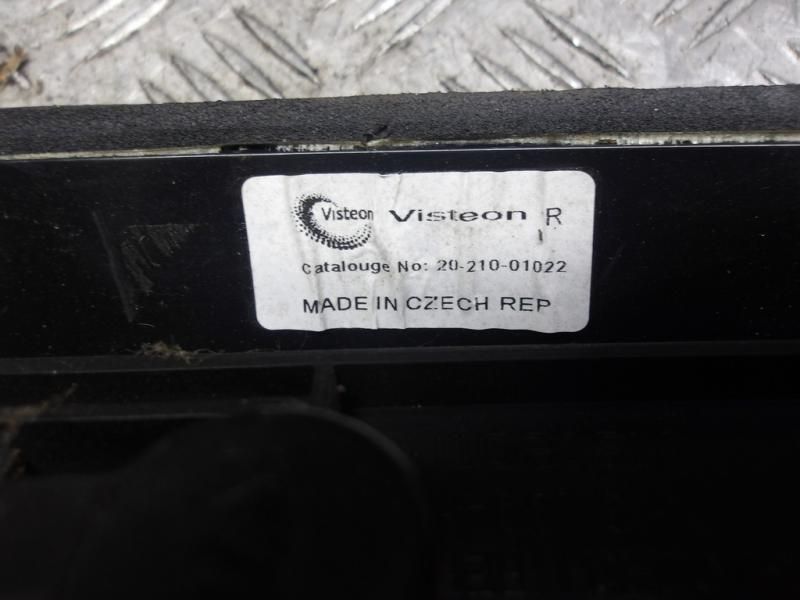 Visteon Visteon R
Catalouge No: 20-210-01022
MADE IN CZECH REP